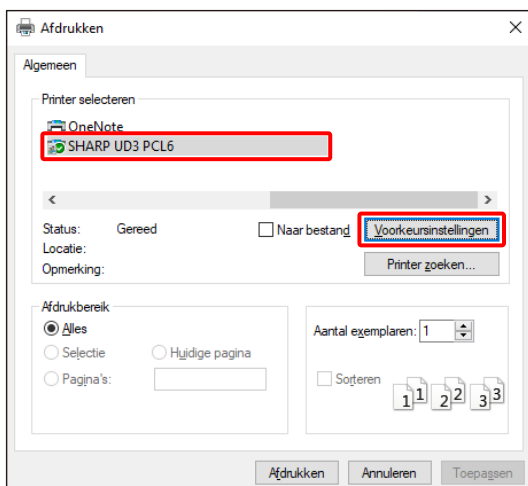 Afdrukken
Algemeen
Printer selecteren
OneNote
SHARP UD3 PCL6
Status: Gereed
Naar bestand
Voorkeursinstellingen
Locatie:
Opmerking:
Printer zoeken...
Afdrukbereik
Alles
Selectie
Huidige pagina
Pagina's:
Aantal exemplaren: 1
Sorteren
1 1 2 2 3 3
Afdrukken
Annuleren
Toepassen